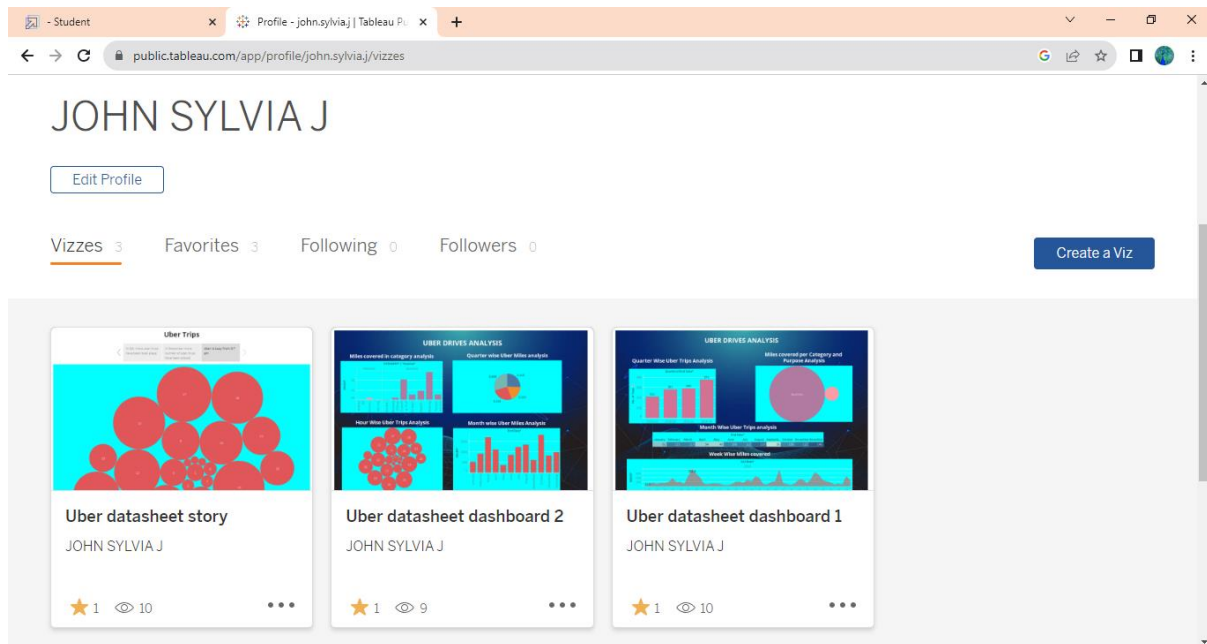 - Student
Profile - john.sylvia.j | Tableau Pu
public.tableau.com/app/profile/john.sylvia.j/vizzes
JOHN SYLVIA J
Edit Profile
Vizzes 3 Favorites 3 Following 0 Followers 0
Create a Viz
Uber Trips
UBER DRIVES ANALYSIS
Miles covered in category analysis Quarter wise Uber Miles analysis
Hour Wise Uber Trips Analysis Month wise Uber Miles Analysis
UBER DRIVES ANALYSIS
Quarter Wise Uber Trips Analysis
Miles covered per Category and
Purpose Analysis
Month Wise Uber Trips analysis
Week Wise Miles covered
Uber datasheet story
JOHN SYLVIA J
1 10
Uber datasheet dashboard 2
JOHN SYLVIA J
1 9
Uber datasheet dashboard 1
JOHN SYLVIA J
1 10